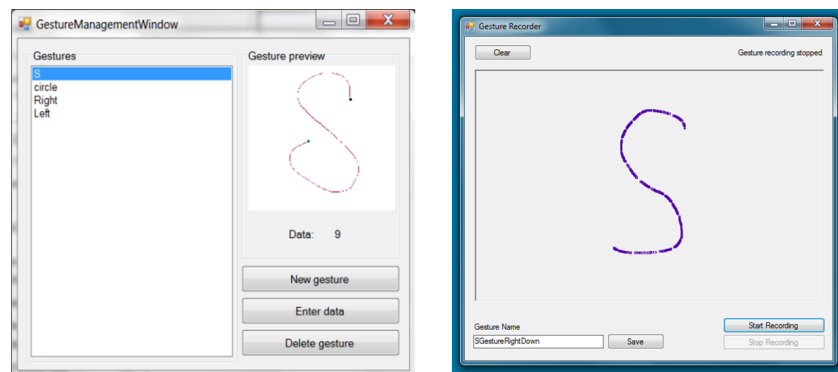 GestureManagementWindow
Gestures
S
circle
Right
Left
Gesture preview
Data: 9
New gesture
Enter data
Delete gesture
Gesture Recorder
Clear
Gesture recording stopped
Gesture Name
SGestureRightDown
Save
Start Recording
Stop Recording